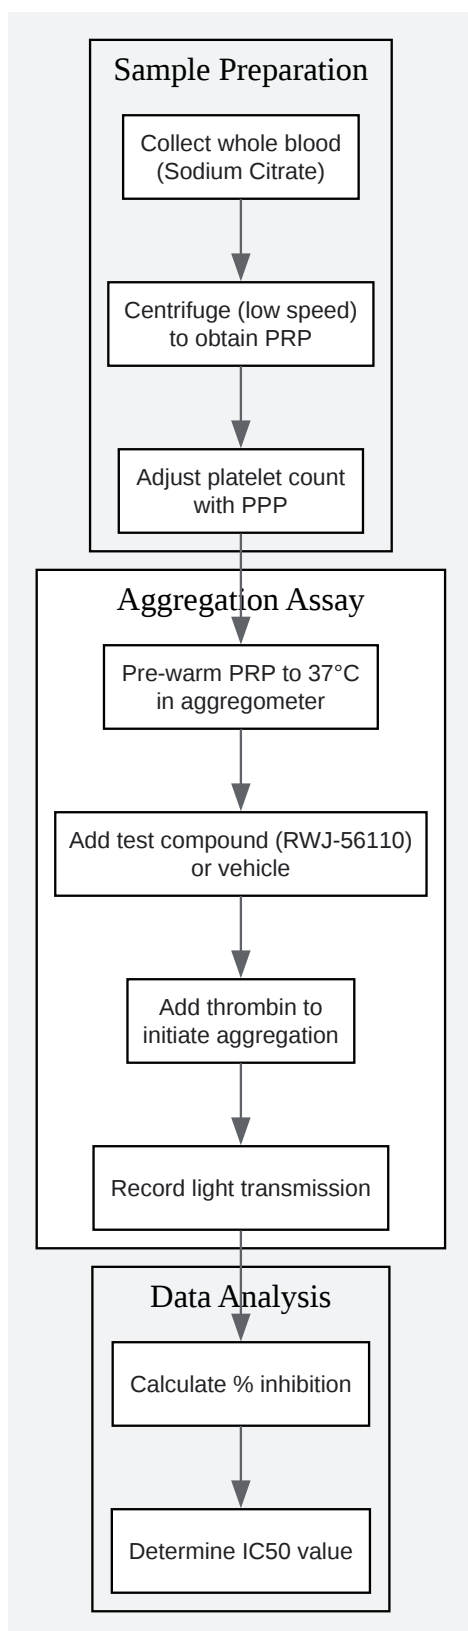 Sample Preparation
Collect whole blood
(Sodium Citrate)
Centrifuge (low speed)
to obtain PRP
Adjust platelet count
with PPP
Aggregation Assay
Pre-warm PRP to 37°C
in aggregometer
Add test compound (RWJ-56110)
or vehicle
Add thrombin to
initiate aggregation
Record light transmission
Data Analysis
Calculate % inhibition
Determine IC50 value